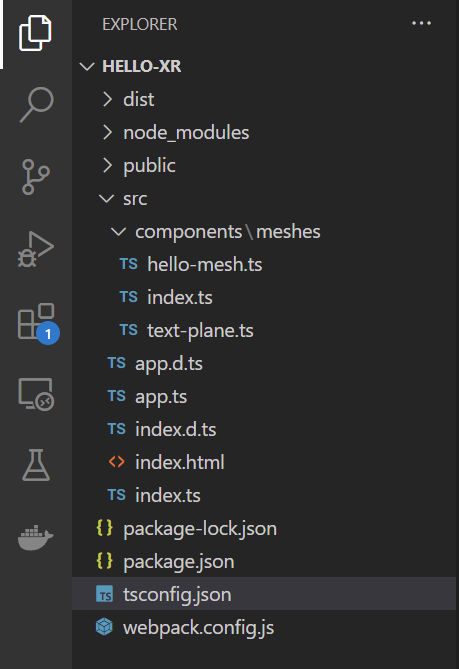 EXPLORER
HELLO-XR
dist
node_modules
public
src
components\meshes
TS hello-mesh.ts
TS index.ts
TS text-plane.ts
TS app.d.ts
TS app.ts
TS index.d.ts
<> index.html
TS index.ts
{} package-lock.json
{} package.json
TS tsconfig.json
webpack.config.js
1